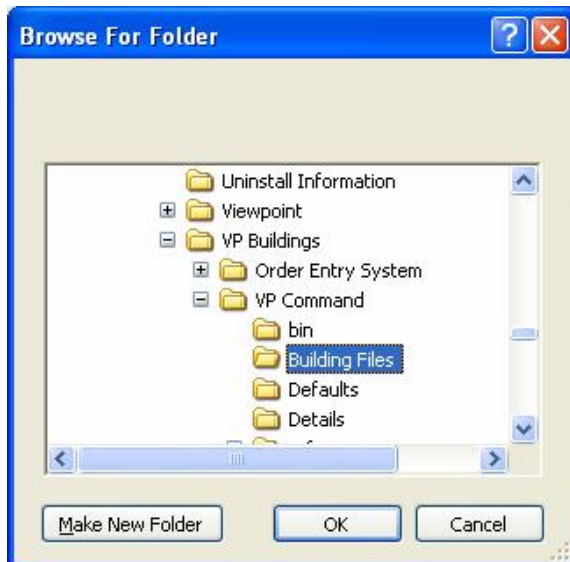 Browse For Folder
Uninstall Information
Viewpoint
VP Buildings
Order Entry System
VP Command
bin
Building Files
Defaults
Details
Make New Folder
OK
Cancel